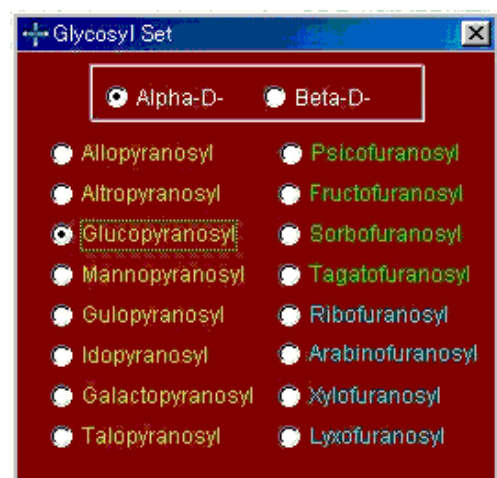 Glycosyl Set
Alpha-D- Beta-D-
Allopyranosyl Psicofuranosyl
Altropyranosyl Fructofuranosyl
Glucopyranosyl Sorbofuranosyl
Mannopyranosyl Tagatofuranosyl
Gulopyranosyl Ribofuranosyl
Idopyranosyl Arabinofuranosyl
Galactopyranosyl Xylofuranosyl
Talopyranosyl Lyxofuranosyl